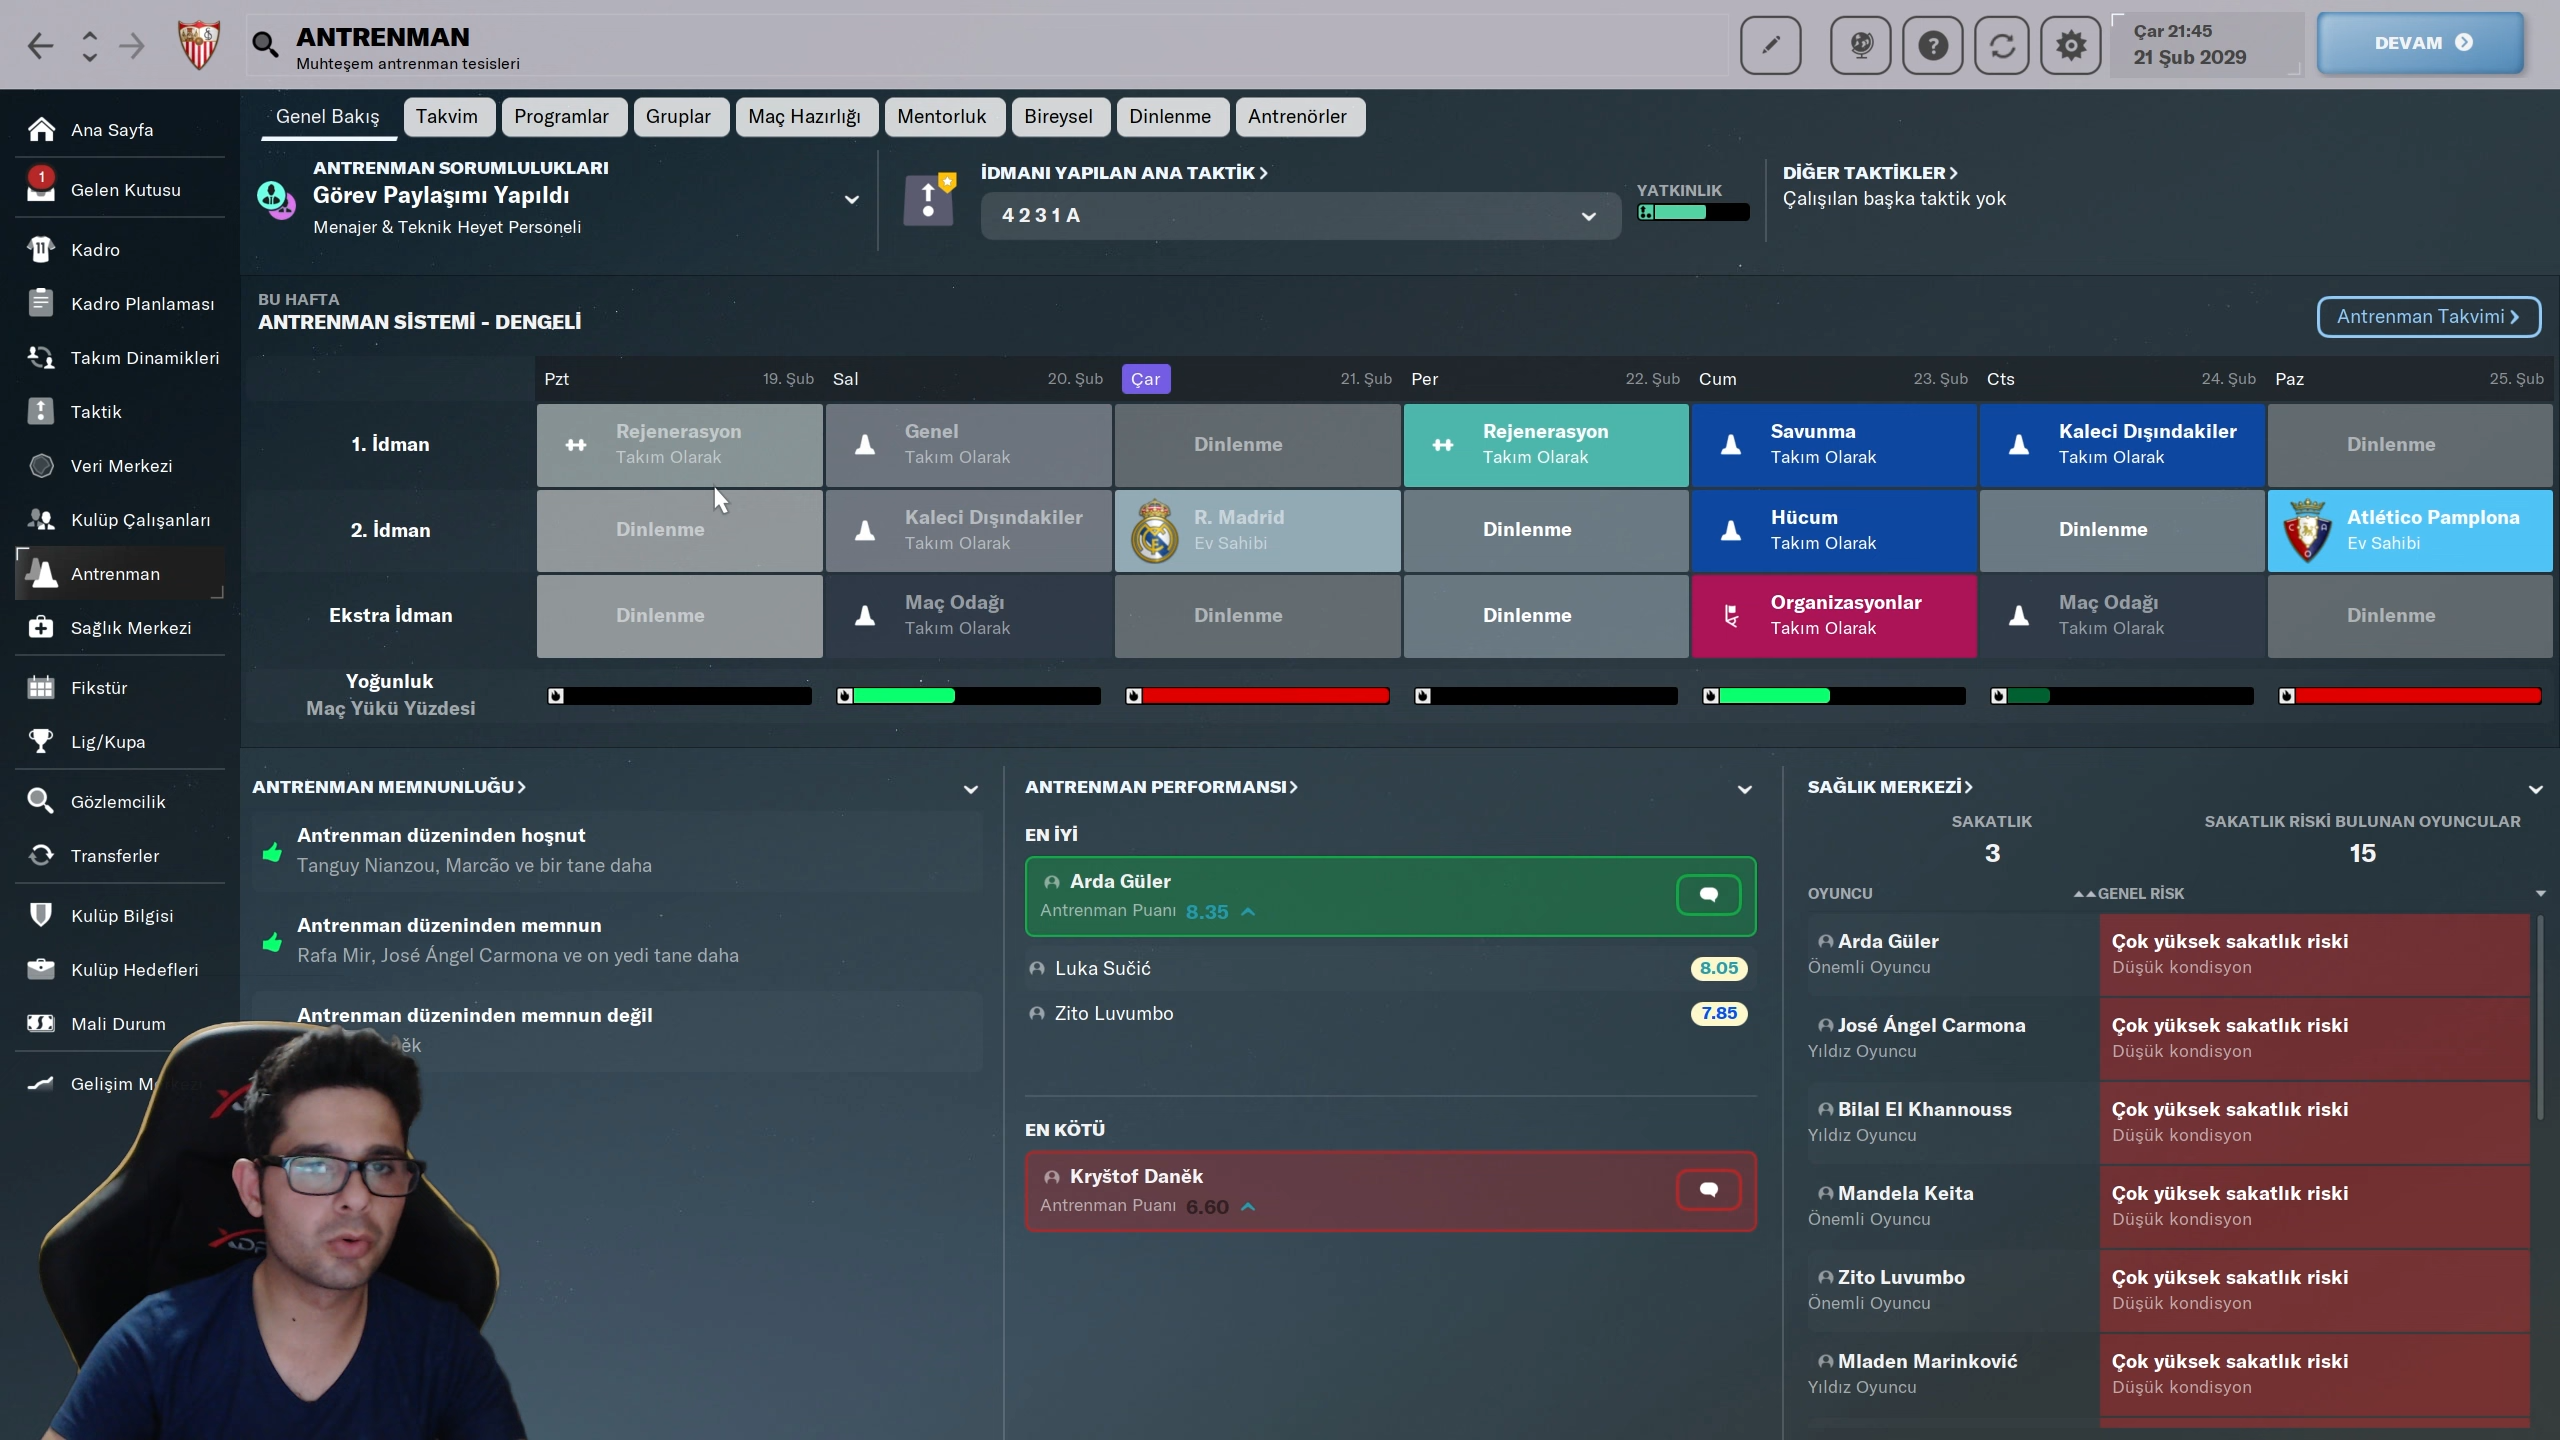 ANTRENMAN
Muhteşem antrenman tesisleri
Çar 21:45
21 Şub 2029
DEVAM
Ana Sayfa
1
Gelen Kutusu
Kadro
Kadro Planlaması
Takım Dinamikleri
Taktik
Veri Merkezi
Kulüp Çalışanları
Antrenman
Sağlık Merkezi
Fikstür
Lig/Kupa
Gözlemcilik
Transferler
Kulüp Bilgisi
Kulüp Hedefleri
Mali Durum
Gelişim
Genel Bakış Takvim Programlar Gruplar Maç Hazırlığı Mentorluk Bireysel Dinlenme Antrenörler
ANTRENMAN SORUMLULUKLARI
Görev Paylaşımı Yapıldı
Menajer & Teknik Heyet Personeli
İDMANI YAPILAN ANA TAKTİK
4 2 3 1 A
YATKINLIK
DİĞER TAKTİKLER
Çalışılan başka taktik yok
BU HAFTA
ANTRENMAN SİSTEMİ - DENGELİ
Antrenman Takvimi
Pzt 19. Şub Sal 20. Şub Çar 21. Şub Per 22. Şub Cum 23. Şub Cts 24. Şub Paz 25. Şub
1. İdman
Rejenerasyon
Takım Olarak
Genel
Takım Olarak
Dinlenme
Rejenerasyon
Takım Olarak
Savunma
Takım Olarak
Kaleci Dışındakiler
Takım Olarak
Dinlenme
2. İdman
Dinlenme
Kaleci Dışındakiler
Takım Olarak
R. Madrid
Ev Sahibi
Dinlenme
Hücum
Takım Olarak
Dinlenme
Atlético Pamplona
Ev Sahibi
Ekstra İdman
Dinlenme
Maç Odağı
Takım Olarak
Dinlenme
Dinlenme
Organizasyonlar
Takım Olarak
Maç Odağı
Takım Olarak
Dinlenme
Yoğunluk
Maç Yükü Yüzdesi
ANTRENMAN MEMNUNLUĞU
Antrenman düzeninden hoşnut
Tanguy Nianzou, Marcão ve bir tane daha
Antrenman düzeninden memnun
Rafa Mir, José Ángel Carmona ve on yedi tane daha
Antrenman düzeninden memnun değil
ANTRENMAN PERFORMANSI
EN İYİ
Arda Güler
Antrenman Puanı 8.35
Luka Sučić 8.05
Zito Luvumbo 7.85
EN KÖTÜ
Kryštof Daněk
Antrenman Puanı 6.60
SAĞLIK MERKEZİ
SAKATLIK
3
SAKATLIK RİSKİ BULUNAN OYUNCULAR
15
OYUNCU GENEL RISK
Arda Güler
Önemli Oyuncu
Çok yüksek sakatlık riski
Düşük kondisyon
José Ángel Carmona
Yıldız Oyuncu
Çok yüksek sakatlık riski
Düşük kondisyon
Bilal El Khannouss
Yıldız Oyuncu
Çok yüksek sakatlık riski
Düşük kondisyon
Mandela Keita
Önemli Oyuncu
Çok yüksek sakatlık riski
Düşük kondisyon
Zito Luvumbo
Önemli Oyuncu
Çok yüksek sakatlık riski
Düşük kondisyon
Mladen Marinković
Yıldız Oyuncu
Çok yüksek sakatlık riski
Düşük kondisyon